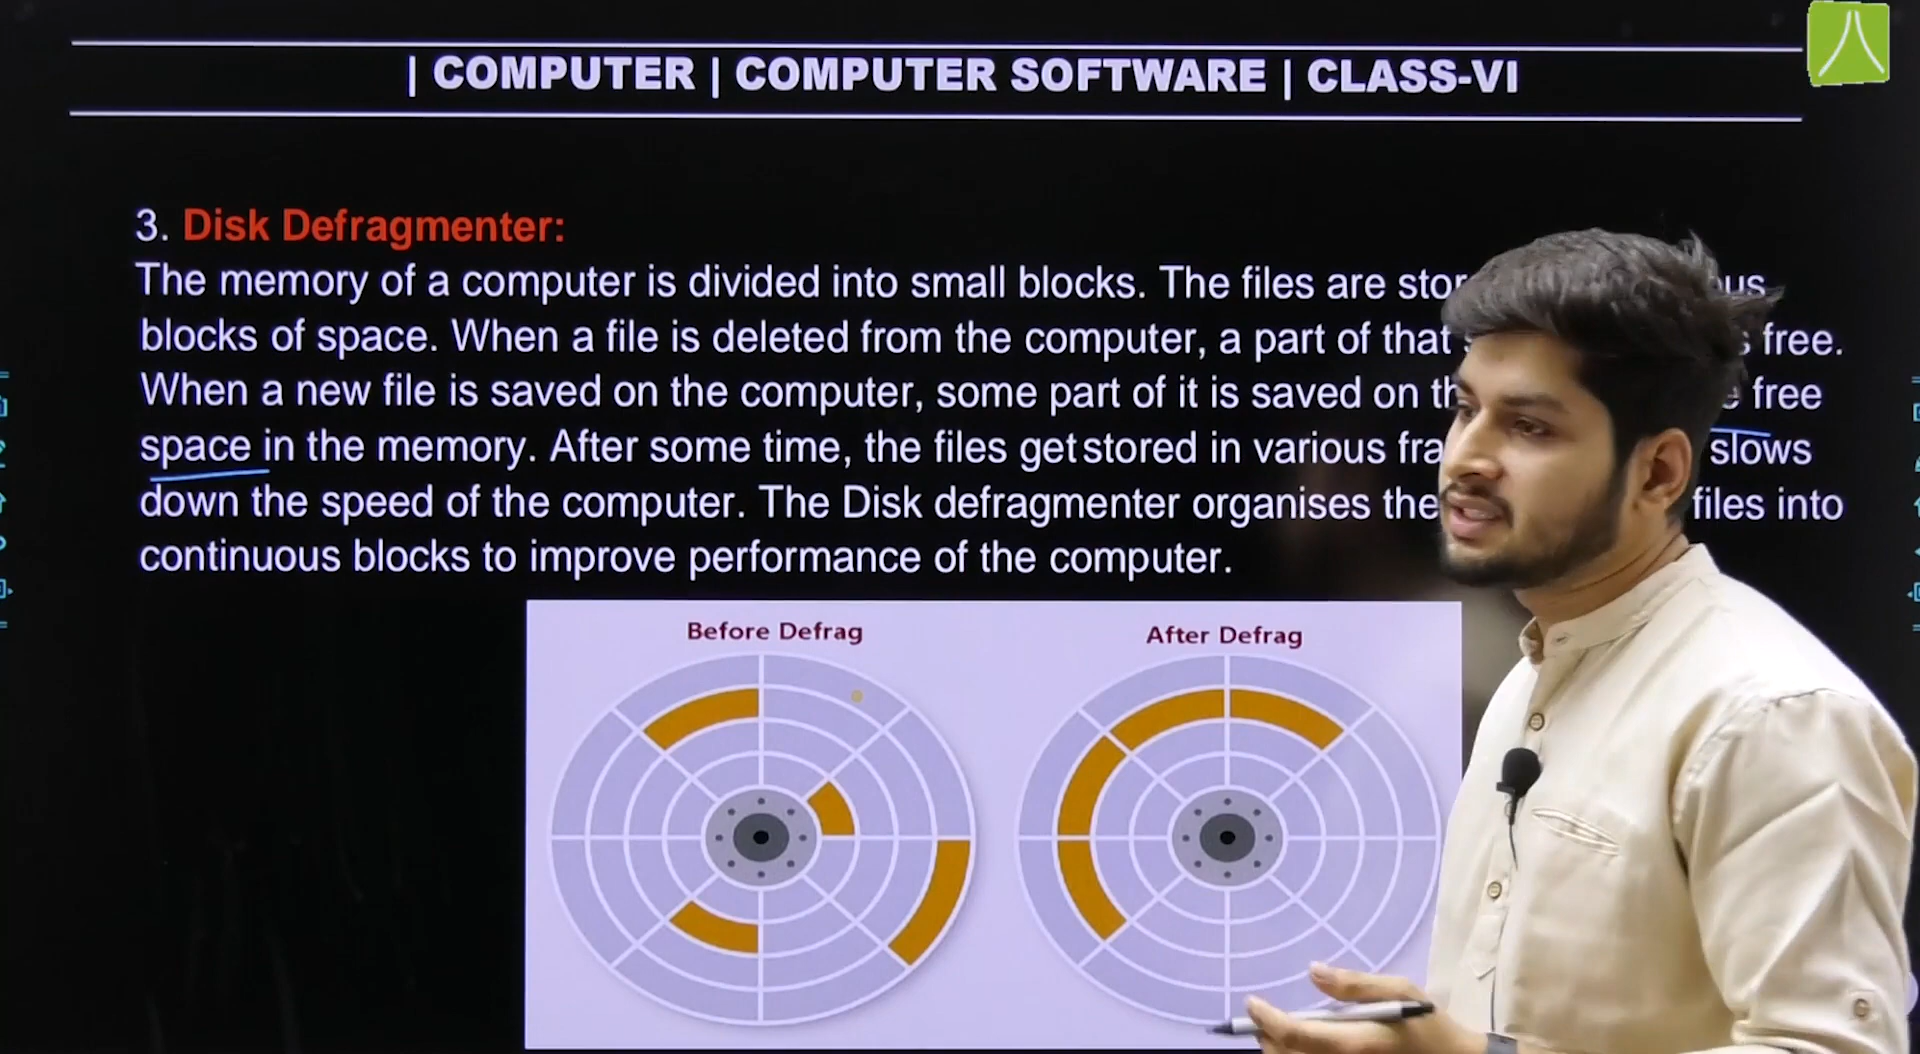 | COMPUTER | COMPUTER SOFTWARE | CLASS-VI
3. Disk Defragmenter:
The memory of a computer is divided into small blocks. The files are
blocks of space. When a file is deleted from the computer, a part of that free.
When a new file is saved on the computer, some part of it is saved on free
space in the memory. After some time, the files get stored in various slows
down the speed of the computer. The Disk defragmenter organises files into
continuous blocks to improve performance of the computer.
Before Defrag
After Defrag